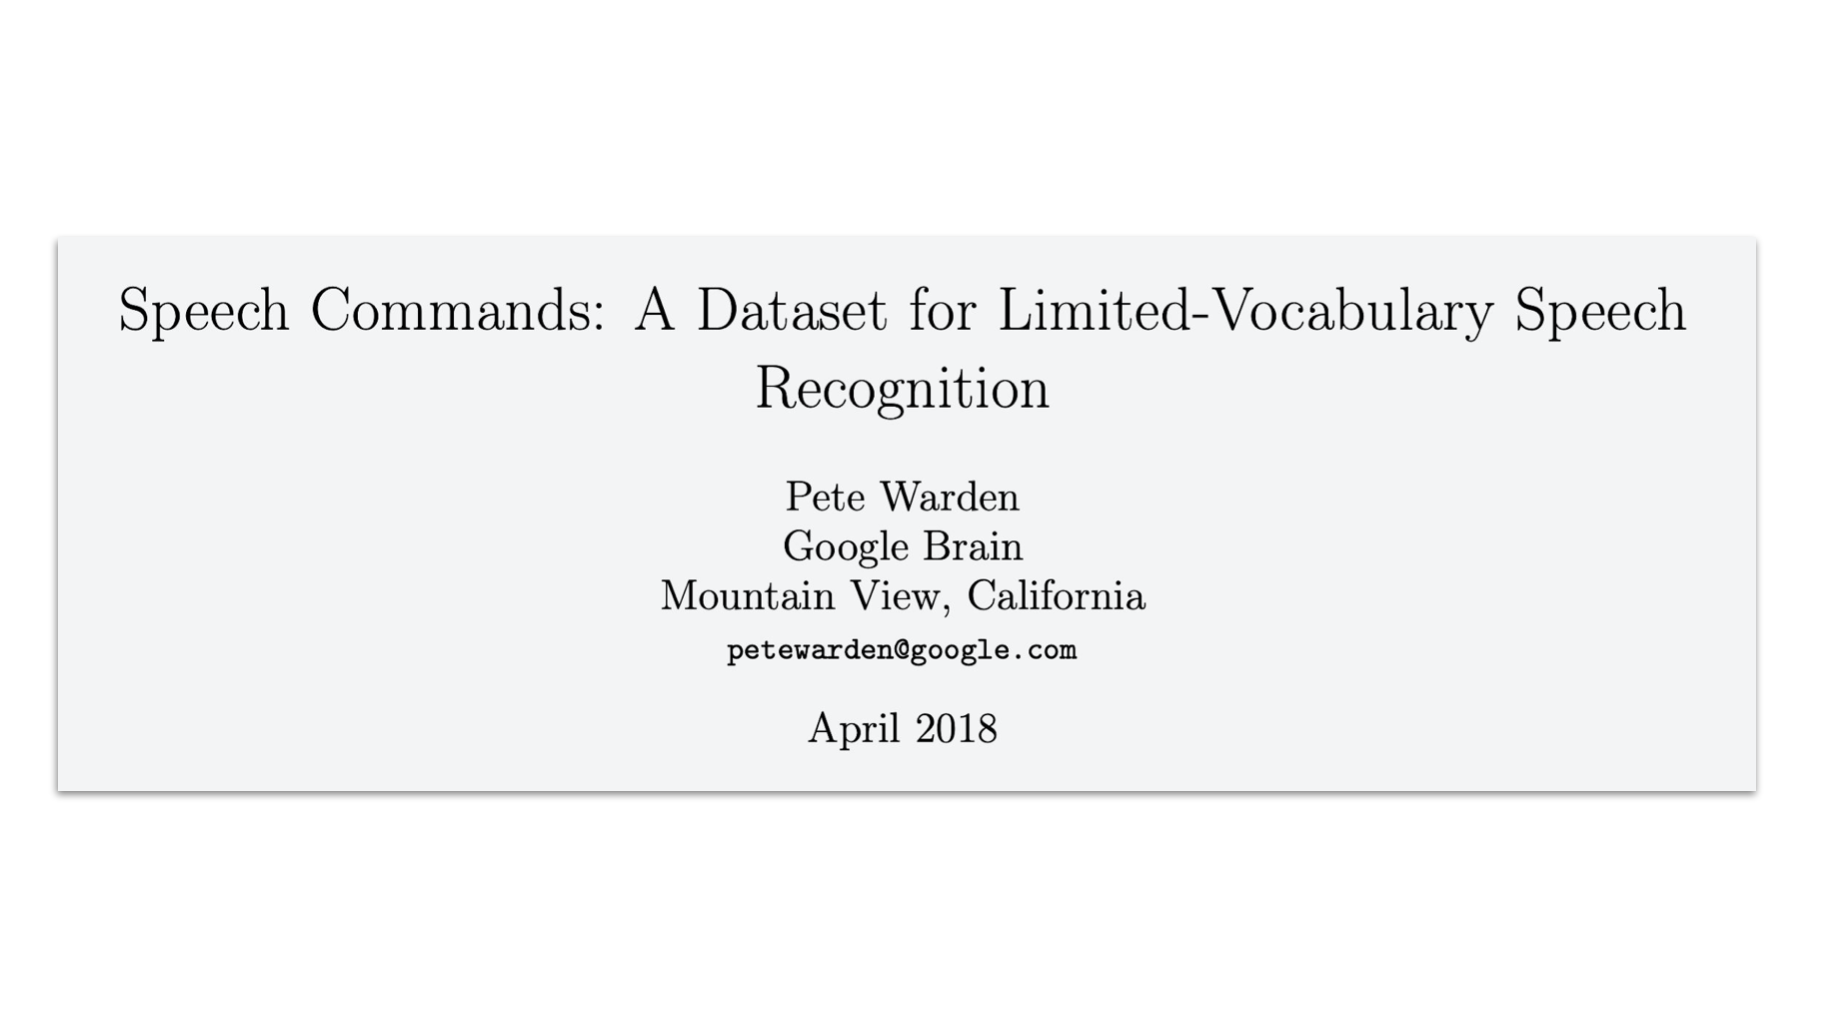 Speech Commands: A Dataset for Limited-Vocabulary Speech
Recognition
Pete Warden
Google Brain
Mountain View, California
petewarden@google.com
April 2018